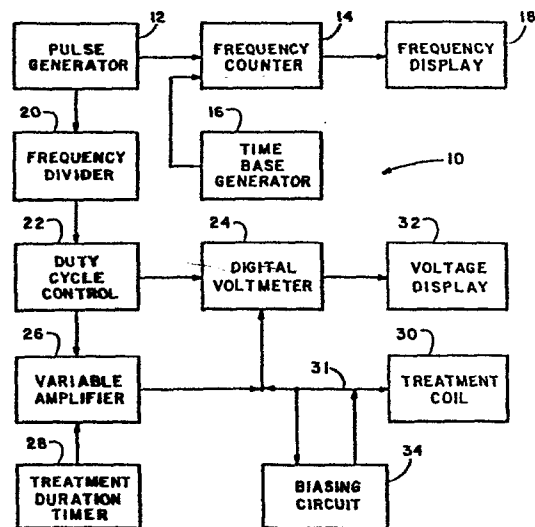 12
PULSE
GENERATOR
14
FREQUENCY
COUNTER
18
FREQUENCY
DISPLAY
20
FREQUENCY
DIVIDER
16
TIME
BASE
GENERATOR
10
22
DUTY
CYCLE
CONTROL
24
DIGITAL
VOLTMETER
32
VOLTAGE
DISPLAY
26
VARIABLE
AMPLIFIER
31
30
TREATMENT
COIL
28
TREATMENT
DURATION
TIMER
34
BIASING
CIRCUIT